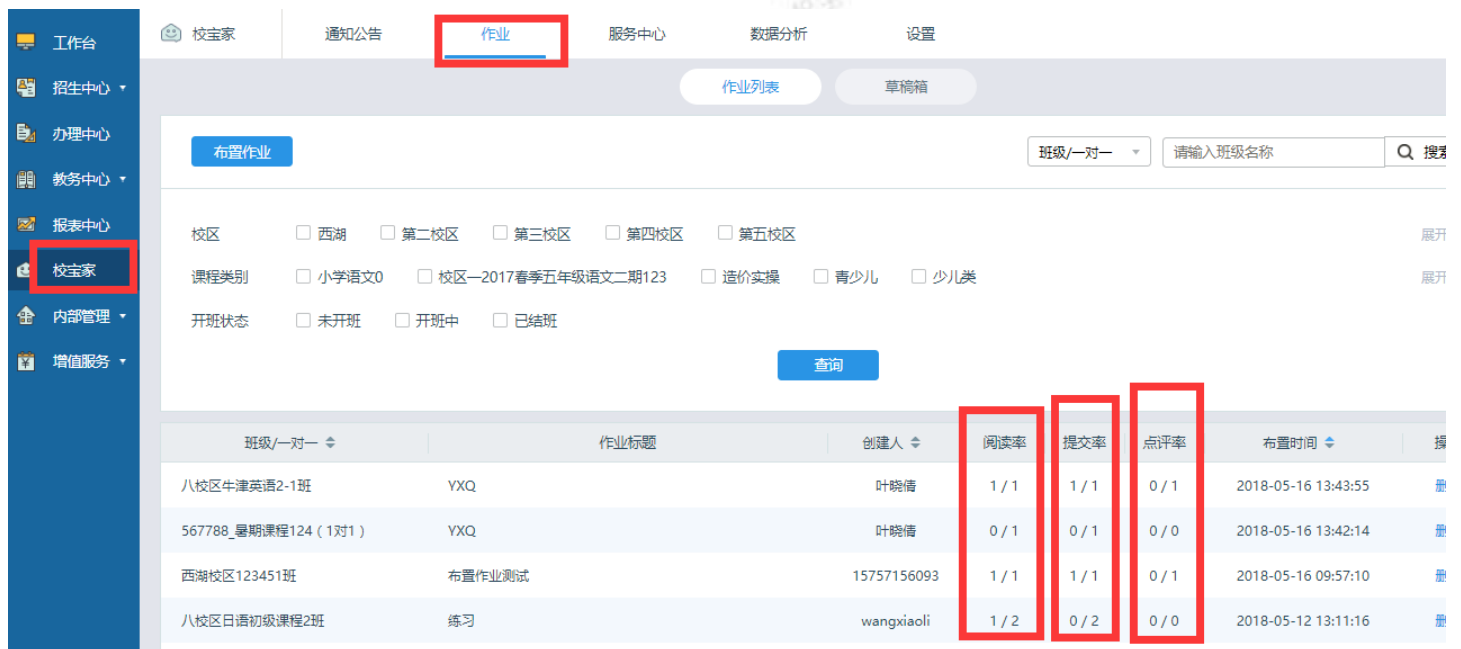 工作台
招生中心
办理中心
教务中心
报表中心
校宝家
内部管理
增值服务
校宝家 通知公告 作业 服务中心 数据分析 设置
作业列表 草稿箱
布置作业 班级/一对一 请输入班级名称 搜索
校区 西湖 第二校区 第三校区 第四校区 第五校区 展开
课程类别 小学语文0 校区—2017春季五年级语文二期123 造价实操 青少儿 少儿类 展开
开班状态 未开班 开班中 已结班
查询
班级/一对一 作业标题 创建人 阅读率 提交率 点评率 布置时间
八校区牛津英语2-1班 YXQ 叶晓倩 1 / 1 1 / 1 0 / 1 2018-05-16 13:43:55
567788_暑期课程124（1对1） YXQ 叶晓倩 0 / 1 0 / 1 0 / 0 2018-05-16 13:42:14
西湖校区123451班 布置作业测试 15757156093 1 / 1 1 / 1 0 / 1 2018-05-16 09:57:10
八校区日语初级课程2班 练习 wangxiaoli 1 / 2 0 / 2 0 / 0 2018-05-12 13:11:16